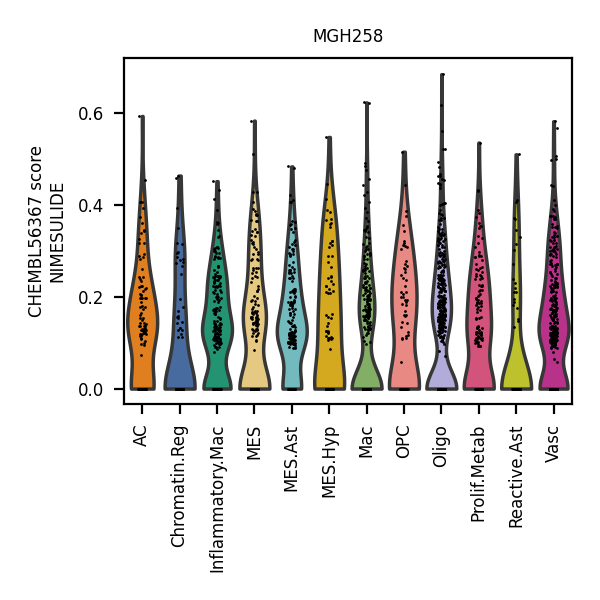 MGH258
CHEMBL56367 score
NIMESULIDE
0.6
0.4
0.2
0.0
AC
Chromatin.Reg
Inflammatory.Mac
MES
MES.Ast
MES.Hyp
Mac
OPC
Oligo
Prolif.Metab
Reactive.Ast
Vasc